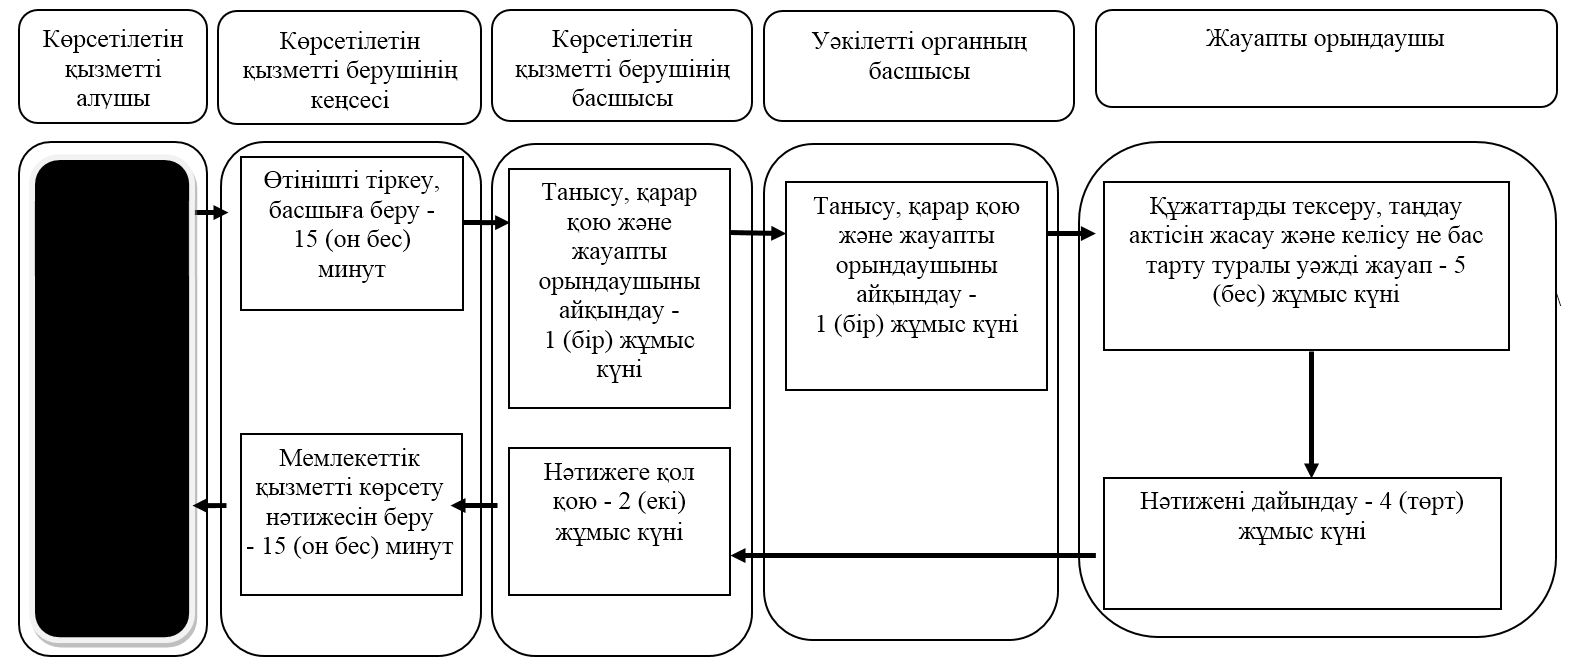 Көрсетілетін
қызметті
алушы
Көрсетілетін
қызметті берушінің
кеңсесі
Көрсетілетін
қызметті берушінің
басшысы
Уәкілетті органның
басшысы
Жауапты орындаушы
Өтінішті тіркеу,
басшыға беру -
15 (он бес)
минут
Танысу, қарар
қою және
жауапты
орындаушыны
айқындау -
1 (бір) жұмыс
күні
Танысу, қарар қою
және жауапты
орындаушыны
айқындау -
1 (бір) жұмыс күні
Құжаттарды тексеру, таңдау
актісін жасау және келісу не бас
тарту туралы уәжді жауап - 5
(бес) жұмыс күні
\
Мемлекеттік
қызметті көрсету
нәтижесін беру
- 15 (он бес) минут
Нәтижеге қол
қою - 2 (екі)
жұмыс күні
Нәтижені дайындау - 4 (төрт)
жұмыс күні